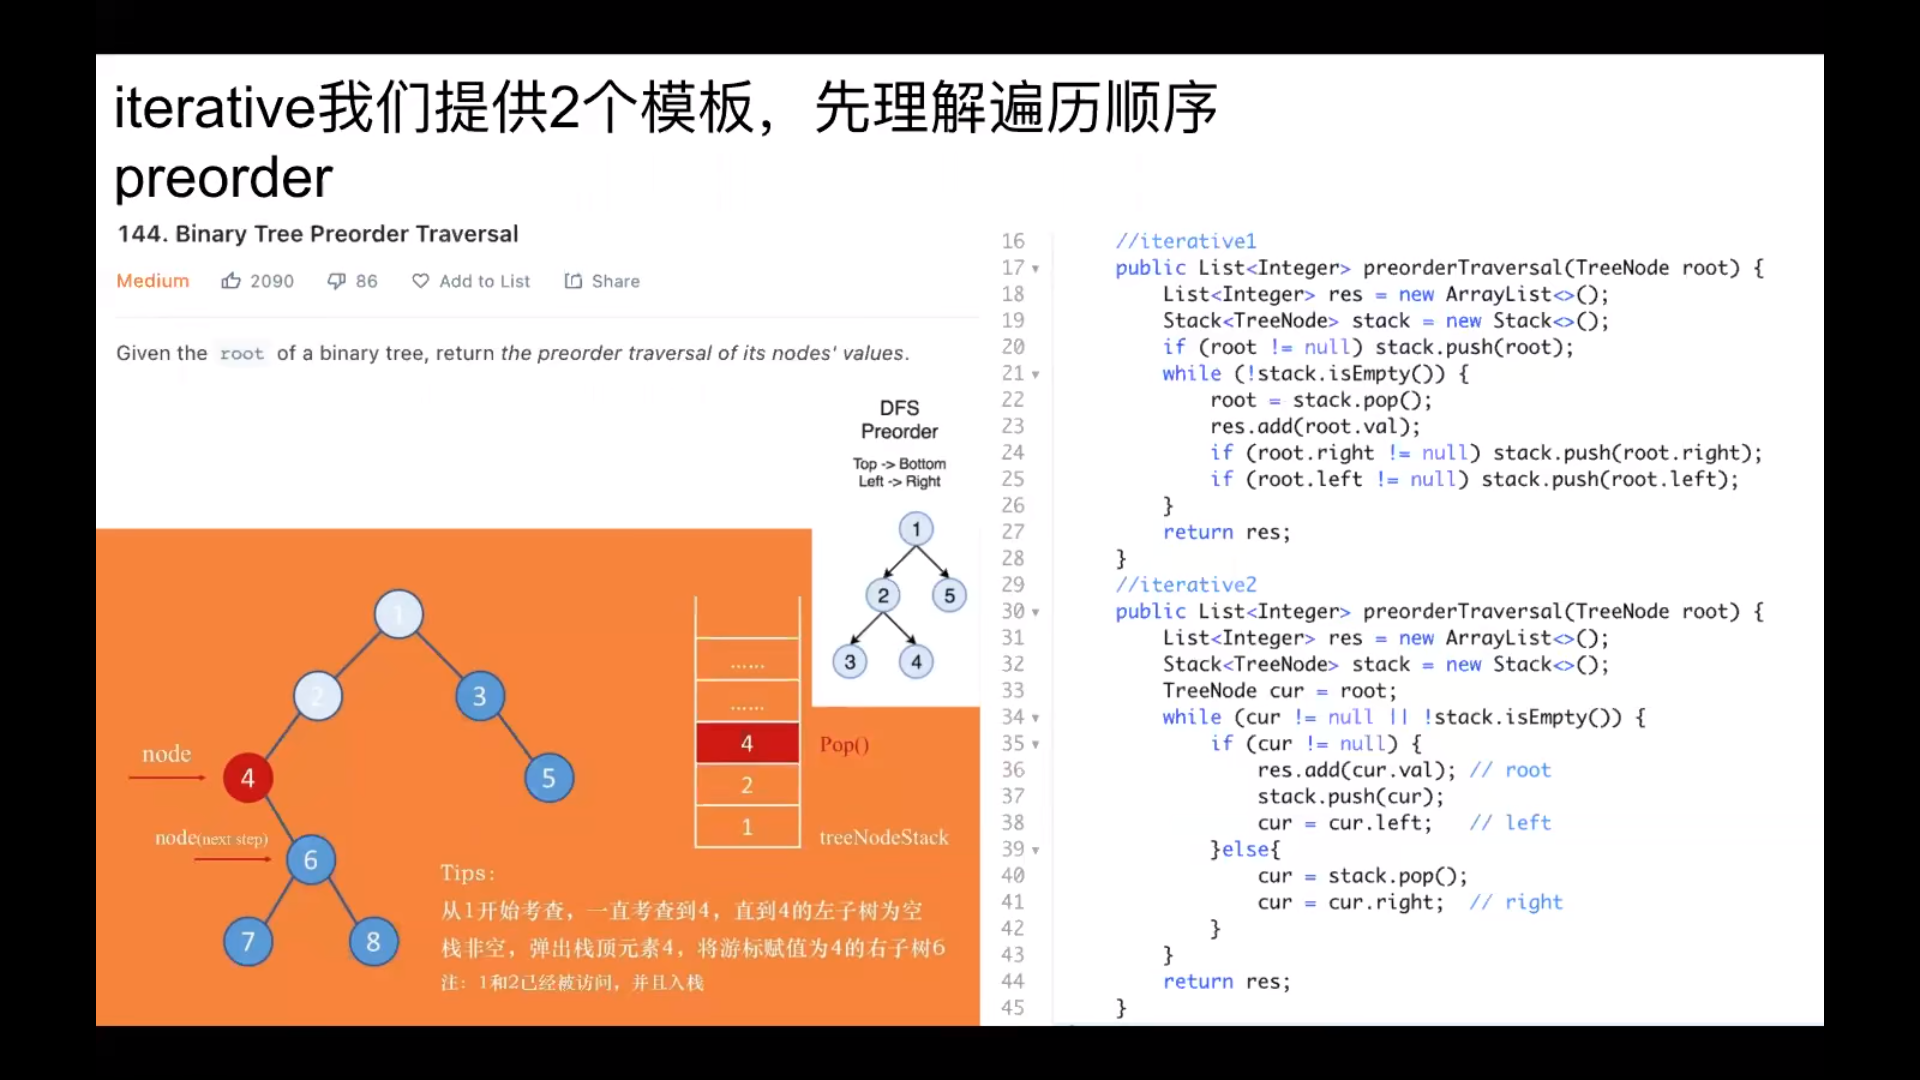 iterative我们提供2个模板，先理解遍历顺序
preorder
144. Binary Tree Preorder Traversal
Medium 2090 86 Add to List Share
Given the root of a binary tree, return the preorder traversal of its nodes' values.
DFS
Preorder
Top -> Bottom
Left -> Right
1
2 5
3 4
1
2 3
node
4 5
node(next step)
6
7 8
......
......
4 Pop()
2
1
treeNodeStack
Tips:
从1开始考查，一直考查到4，直到4的左子树为空
栈非空，弹出栈顶元素4，将游标赋值为4的右子树6
注：1和2已经被访问，并且入栈
16 //iterative1
17 public List<Integer> preorderTraversal(TreeNode root) {
18 List<Integer> res = new ArrayList<>();
19 Stack<TreeNode> stack = new Stack<>();
20 if (root != null) stack.push(root);
21 while (!stack.isEmpty()) {
22 root = stack.pop();
23 res.add(root.val);
24 if (root.right != null) stack.push(root.right);
25 if (root.left != null) stack.push(root.left);
26 }
27 return res;
28 }
29 //iterative2
30 public List<Integer> preorderTraversal(TreeNode root) {
31 List<Integer> res = new ArrayList<>();
32 Stack<TreeNode> stack = new Stack<>();
33 TreeNode cur = root;
34 while (cur != null || !stack.isEmpty()) {
35 if (cur != null) {
36 res.add(cur.val); // root
37 stack.push(cur);
38 cur = cur.left; // left
39 }else{
40 cur = stack.pop();
41 cur = cur.right; // right
42 }
43 }
44 return res;
45 }